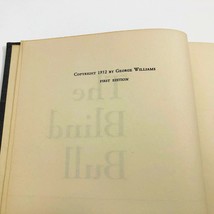 COPYRIGHT 1952 BY GEORGE WILLIAMS
FIRST EDITION
The
Blind
Bull